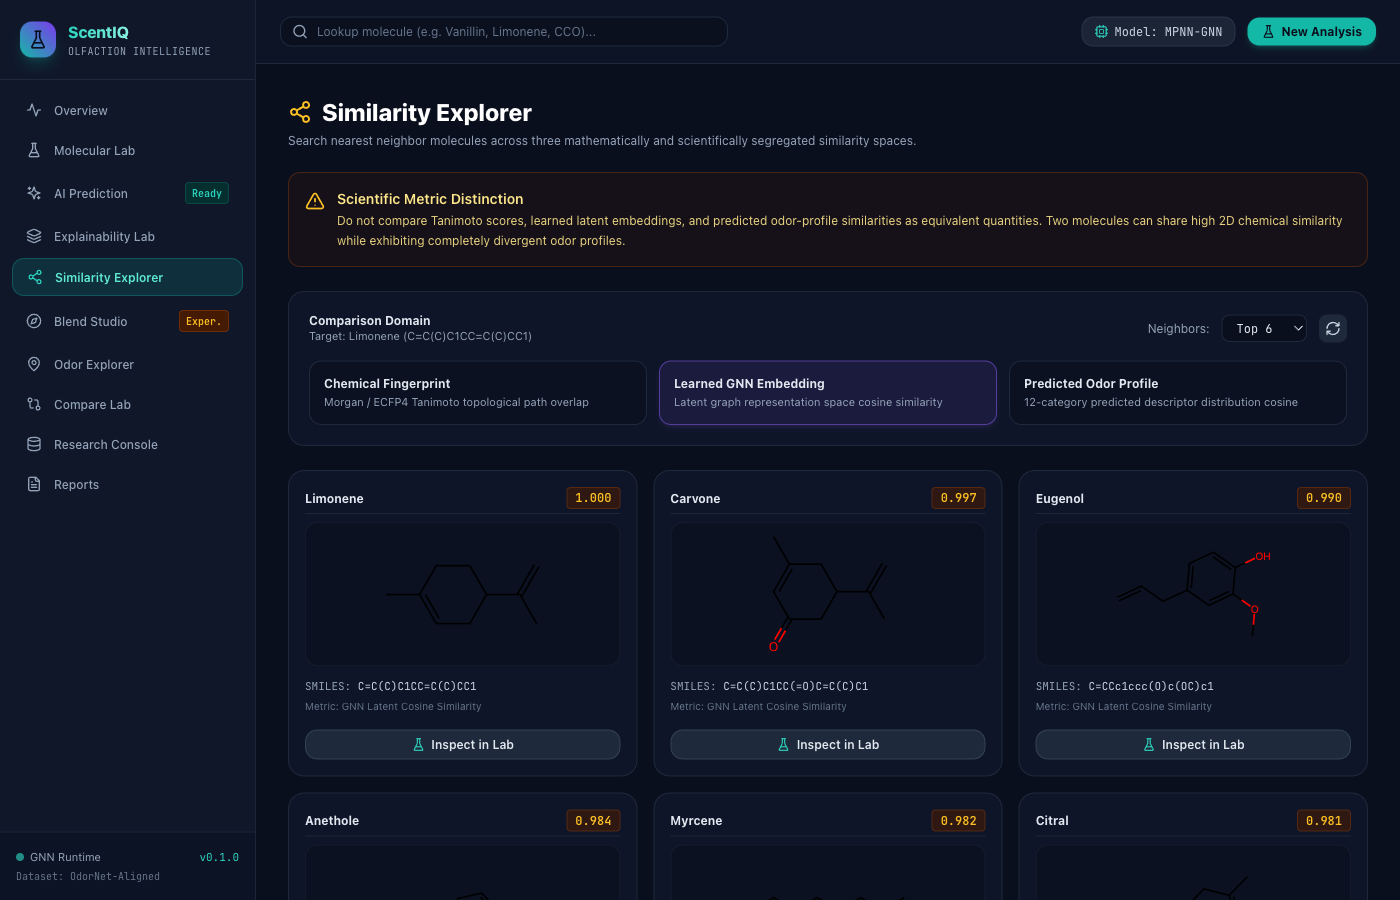 ScentIQ
OLFACTION INTELLIGENCE
Overview
Molecular Lab
AI Prediction
Ready
Explainability Lab
Similarity Explorer
Blend Studio
Exper.
Odor Explorer
Compare Lab
Research Console
Reports
GNN Runtime
v0.1.0
Dataset: OdorNet-Aligned
Lookup molecule (e.g. Vanillin, Limonene, CCO)...
Model: MPNN-GNN
New Analysis
Similarity Explorer
Search nearest neighbor molecules across three mathematically and scientifically segregated similarity spaces.
Scientific Metric Distinction
Do not compare Tanimoto scores, learned latent embeddings, and predicted odor-profile similarities as equivalent quantities. Two molecules can share high 2D chemical similarity
while exhibiting completely divergent odor profiles.
Comparison Domain
Target: Limonene (C=C(C)C1CC=C(C)CC1)
Neighbors:
Top 6
Chemical Fingerprint
Morgan / ECFP4 Tanimoto topological path overlap
Learned GNN Embedding
Latent graph representation space cosine similarity
Predicted Odor Profile
12-category predicted descriptor distribution cosine
Limonene
1.000
SMILES: C=C(C)C1CC=C(C)CC1
Metric: GNN Latent Cosine Similarity
Inspect in Lab
Carvone
0.997
O
SMILES: C=C(C)C1CC(=O)C=C(C)C1
Metric: GNN Latent Cosine Similarity
Inspect in Lab
Eugenol
0.990
OH
O
SMILES: C=CCc1ccc(O)c(OC)c1
Metric: GNN Latent Cosine Similarity
Inspect in Lab
Anethole
0.984
Myrcene
0.982
Citral
0.981